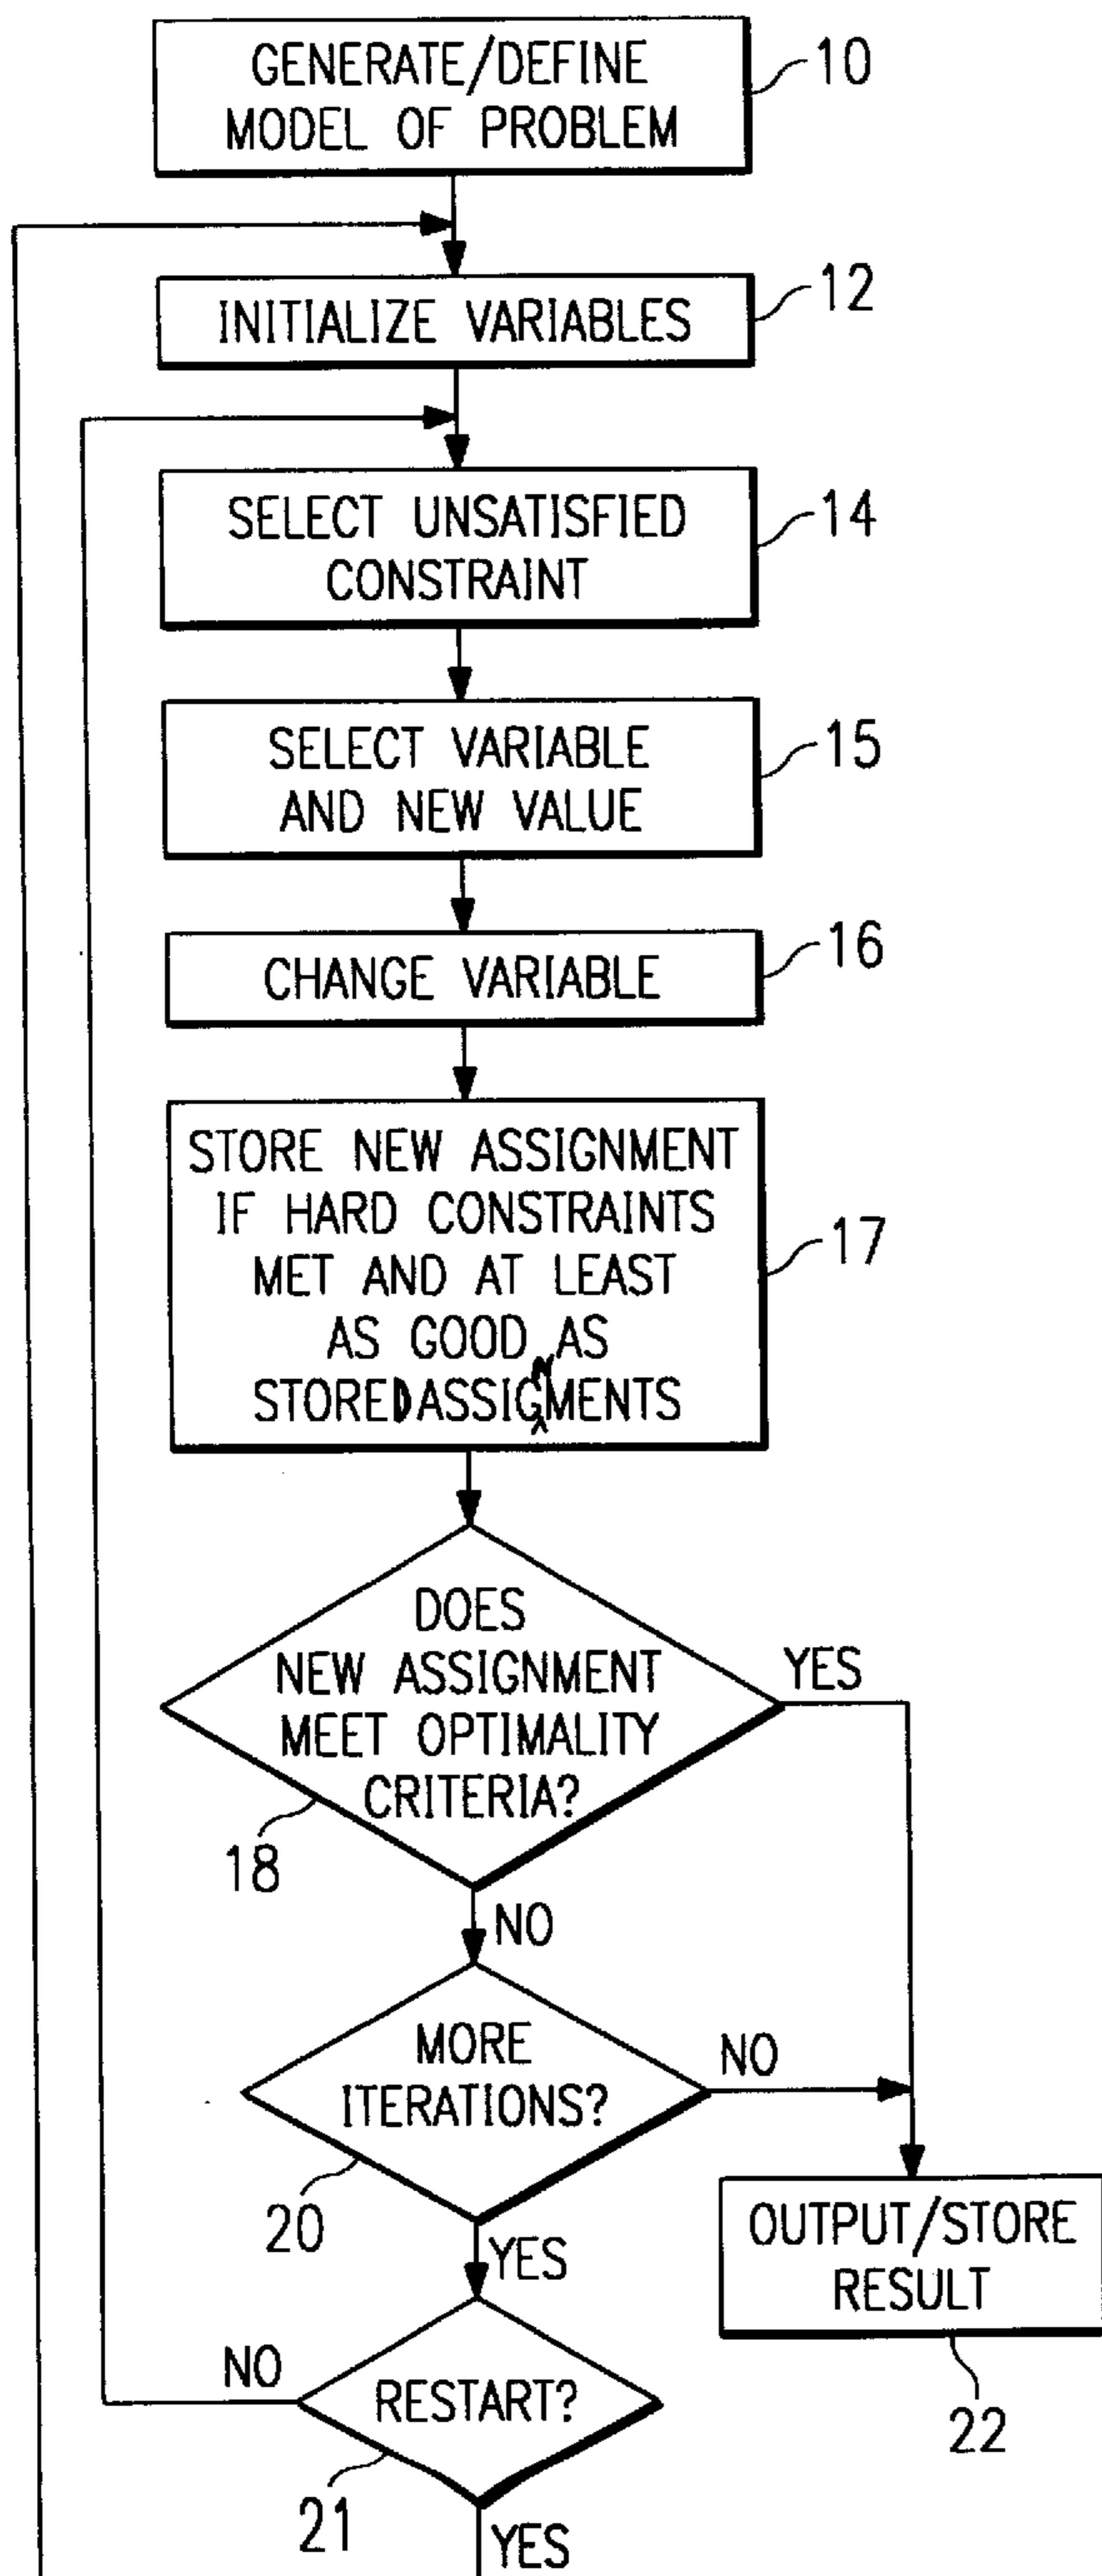 GENERATE/DEFINE
MODEL OF PROBLEM
10
INITIALIZE VARIABLES
12
SELECT UNSATISFIED
CONSTRAINT
14
SELECT VARIABLE
AND NEW VALUE
15
CHANGE VARIABLE
16
STORE NEW ASSIGNMENT
IF HARD CONSTRAINTS
MET AND AT LEAST
AS GOOD AS
STORED ASSIGNMENTS
17
DOES
NEW ASSIGNMENT
MEET OPTIMALITY
CRITERIA?
18
YES
NO
MORE
ITERATIONS?
20
NO
YES
OUTPUT/STORE
RESULT
22
RESTART?
21
NO
YES